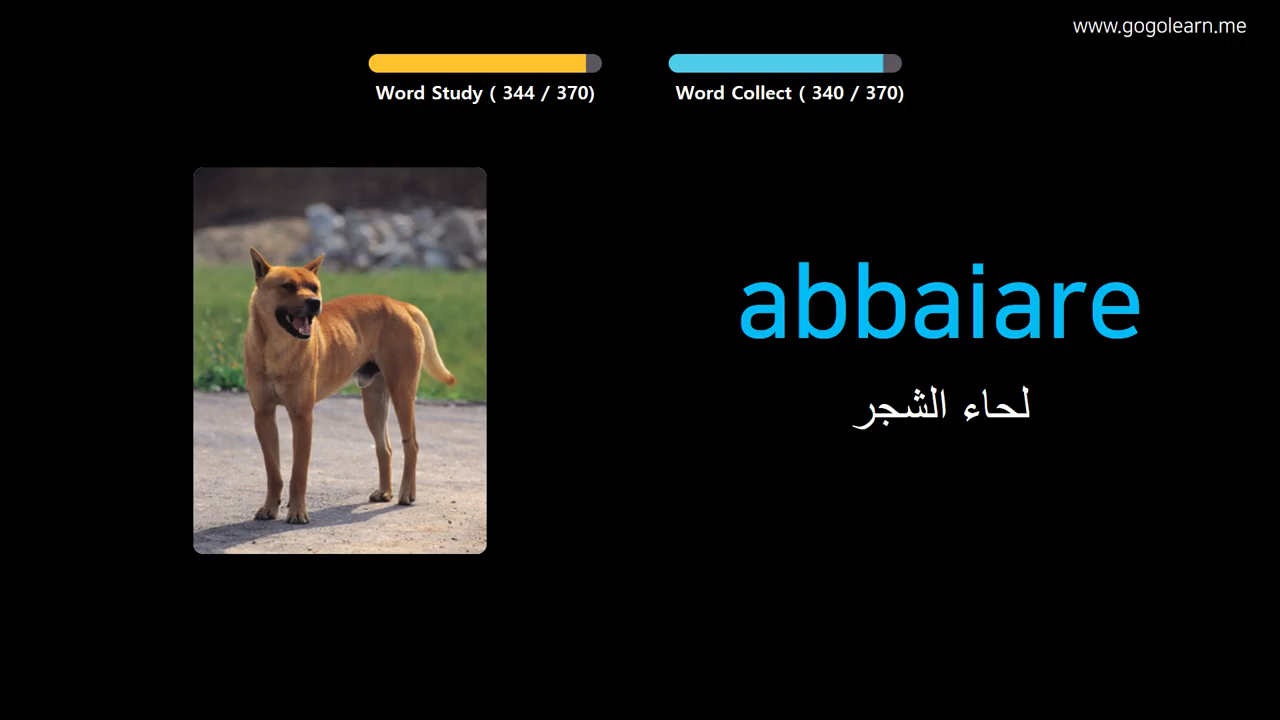 www.gogolearn.me
Word Study ( 344 / 370)
Word Collect ( 340 / 370)
abbaiare
لحاء الشجر